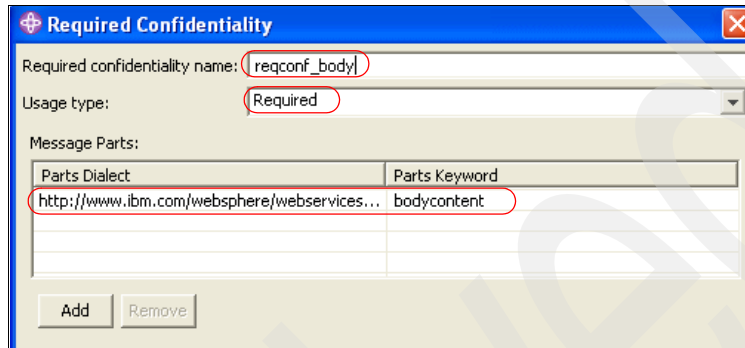 Required Confidentiality
Required confidentiality name: reqconf_body
Usage type: Required
Message Parts:
Parts Dialect Parts Keyword
http://www.ibm.com/websphere/webservices... bodycontent
Add Remove